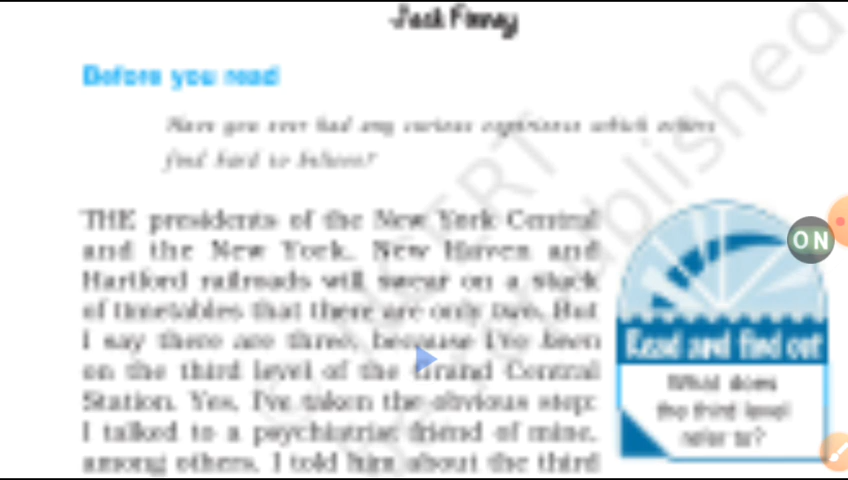 Jack Finney
Before you read
Have you ever had any curious experience which others
find hard to believe?
THE presidents of the New York Central
and the New York, New Haven and
Hartford railroads will swear on a stack
of timetables that there are only two. But
I say there are three, because I've been
on the third level of the Grand Central
Station. Yes, I've taken the obvious step:
I talked to a psychiatrist friend of mine,
among others. I told him about the third
Read and find out
What does
the third level
refer to?
ON
NCERT
published